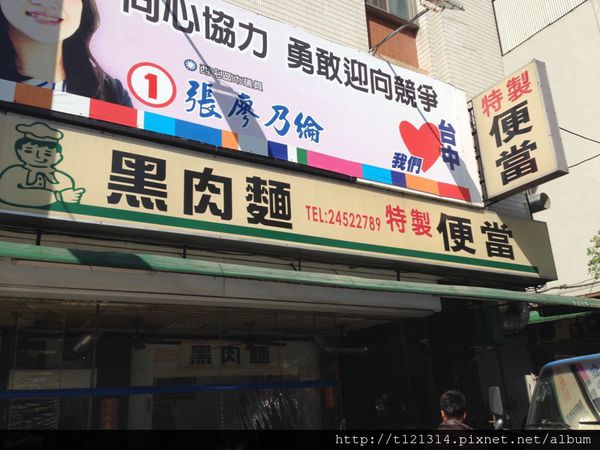 同心協力 勇敢迎向競爭
1
西屯區市議員
張廖乃綸
我們
台中
特製
便當
黑肉麵 TEL:24522789 特製 便當
黑肉麵
http://t121314.pixnet.net/album